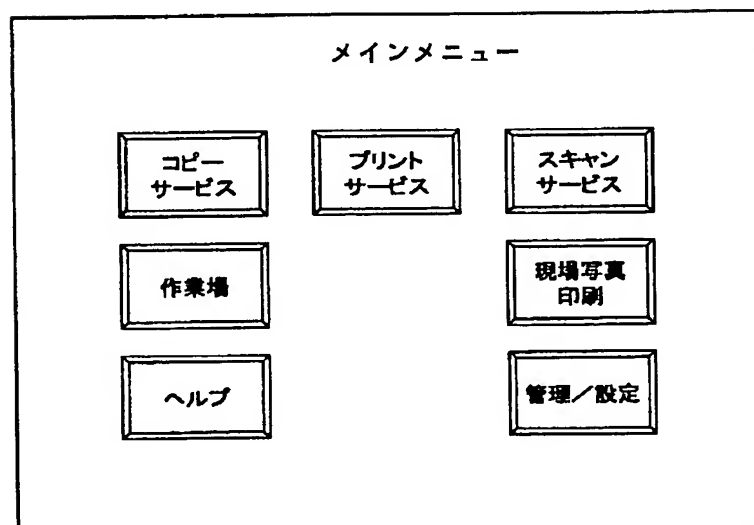 メインメニュー
コピー
サービス
プリント
サービス
スキャン
サービス
作業場
現場写真
印刷
ヘルプ
管理／設定